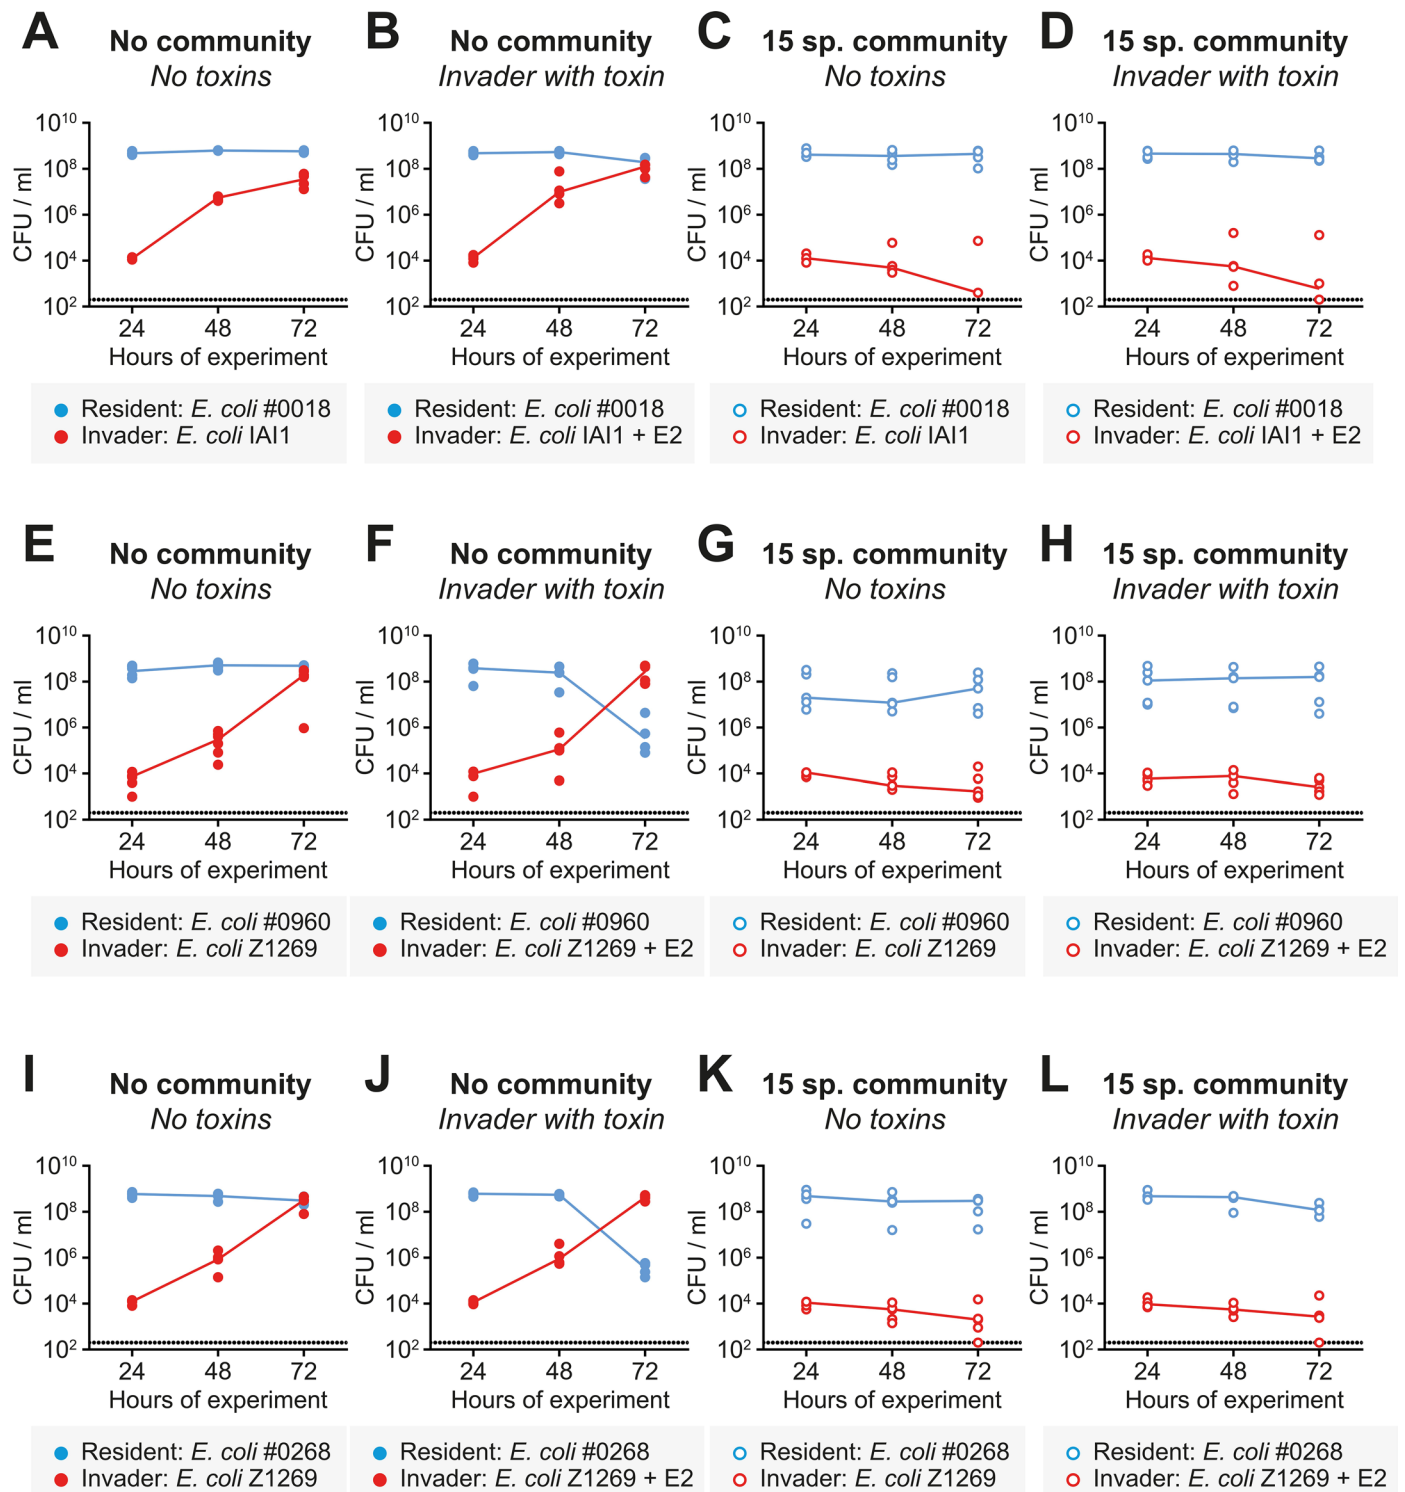 A No community B No community C 15 sp. community D 15 sp. community
No toxins Invader with toxin No toxins Invader with toxin
10^10 10^10 10^10 10^10
10^8 10^8 10^8 10^8
10^6 10^6 10^6 10^6
10^4 10^4 10^4 10^4
10^2 10^2 10^2 10^2
CFU / ml CFU / ml CFU / ml CFU / ml
24 48 72 24 48 72 24 48 72 24 48 72
Hours of experiment Hours of experiment Hours of experiment Hours of experiment
Resident: E. coli #0018 Resident: E. coli #0018 Resident: E. coli #0018 Resident: E. coli #0018
Invader: E. coli IAI1 Invader: E. coli IAI1 + E2 Invader: E. coli IAI1 Invader: E. coli IAI1 + E2
E No community F No community G 15 sp. community H 15 sp. community
No toxins Invader with toxin No toxins Invader with toxin
10^10 10^10 10^10 10^10
10^8 10^8 10^8 10^8
10^6 10^6 10^6 10^6
10^4 10^4 10^4 10^4
10^2 10^2 10^2 10^2
CFU / ml CFU / ml CFU / ml CFU / ml
24 48 72 24 48 72 24 48 72 24 48 72
Hours of experiment Hours of experiment Hours of experiment Hours of experiment
Resident: E. coli #0960 Resident: E. coli #0960 Resident: E. coli #0960 Resident: E. coli #0960
Invader: E. coli Z1269 Invader: E. coli Z1269 + E2 Invader: E. coli Z1269 Invader: E. coli Z1269 + E2
I No community J No community K 15 sp. community L 15 sp. community
No toxins Invader with toxin No toxins Invader with toxin
10^10 10^10 10^10 10^10
10^8 10^8 10^8 10^8
10^6 10^6 10^6 10^6
10^4 10^4 10^4 10^4
10^2 10^2 10^2 10^2
CFU / ml CFU / ml CFU / ml CFU / ml
24 48 72 24 48 72 24 48 72 24 48 72
Hours of experiment Hours of experiment Hours of experiment Hours of experiment
Resident: E. coli #0268 Resident: E. coli #0268 Resident: E. coli #0268 Resident: E. coli #0268
Invader: E. coli Z1269 Invader: E. coli Z1269 + E2 Invader: E. coli Z1269 Invader: E. coli Z1269 + E2